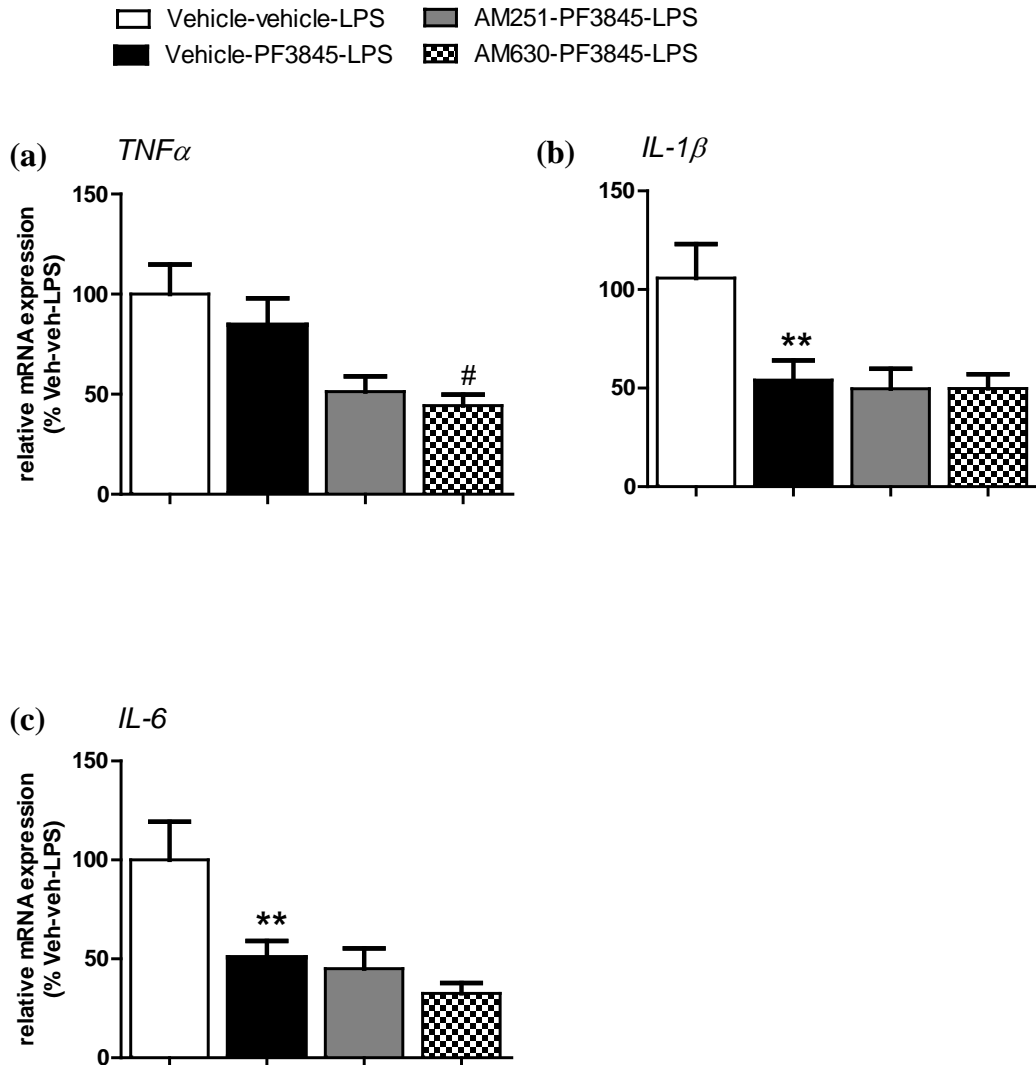 Vehicle-vehicle-LPS AM251-PF3845-LPS
Vehicle-PF3845-LPS AM630-PF3845-LPS
(a) TNFα
relative mRNA expression
(% Veh-veh-LPS)
150
100
50
0
#
(b) IL-1β
150
100
50
0
**
(c) IL-6
relative mRNA expression
(% Veh-veh-LPS)
150
100
50
0
**